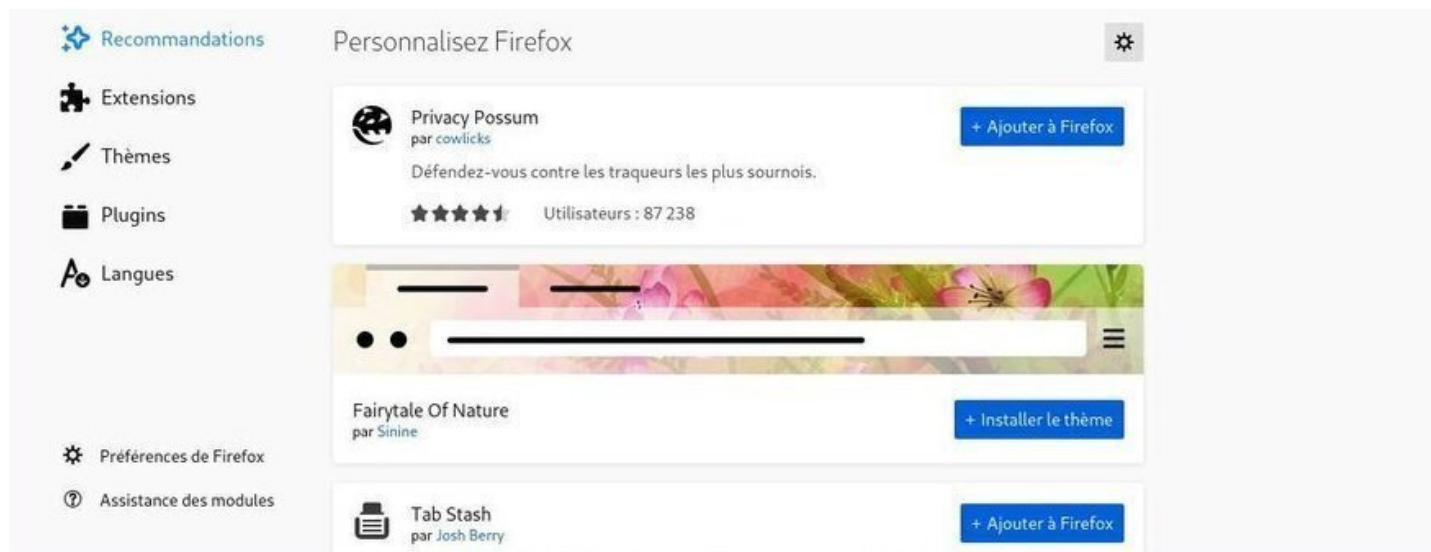 Recommandations
Extensions
Thèmes
Plugins
Langues
Préférences de Firefox
Assistance des modules
Personnalisez Firefox
Privacy Possum
par cowlicks
+ Ajouter à Firefox
Défendez-vous contre les traqueurs les plus sournois.
Utilisateurs : 87 238
Fairytale Of Nature
par Sinine
+ Installer le thème
Tab Stash
par Josh Berry
+ Ajouter à Firefox